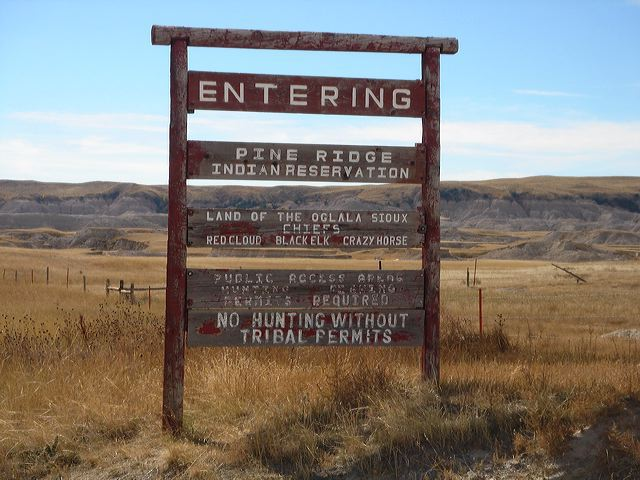 ENTERING
PINE RIDGE
INDIAN RESERVATION
LAND OF THE OGLALA SIOUX
CHIEFS
RED CLOUD BLACK ELK CRAZY HORSE
PUBLIC ACCESS AREAS
HUNTING
PERMITS REQUIRED
NO HUNTING WITHOUT
TRIBAL PERMITS